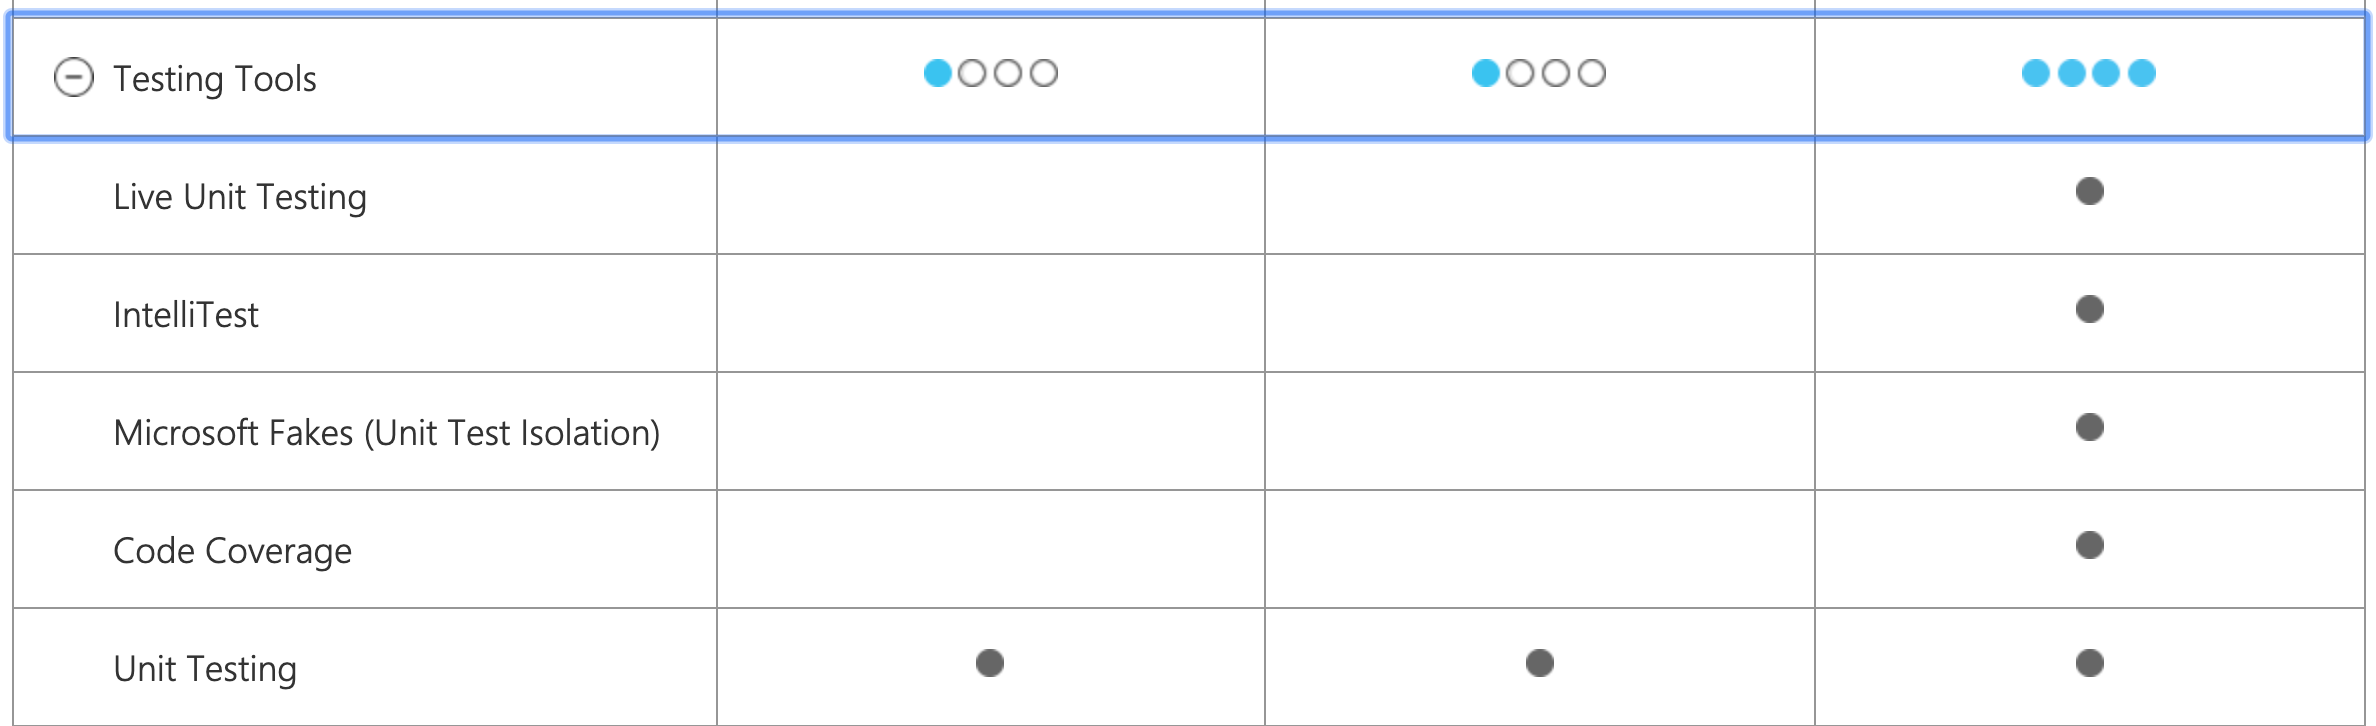 Testing Tools
Live Unit Testing
IntelliTest
Microsoft Fakes (Unit Test Isolation)
Code Coverage
Unit Testing